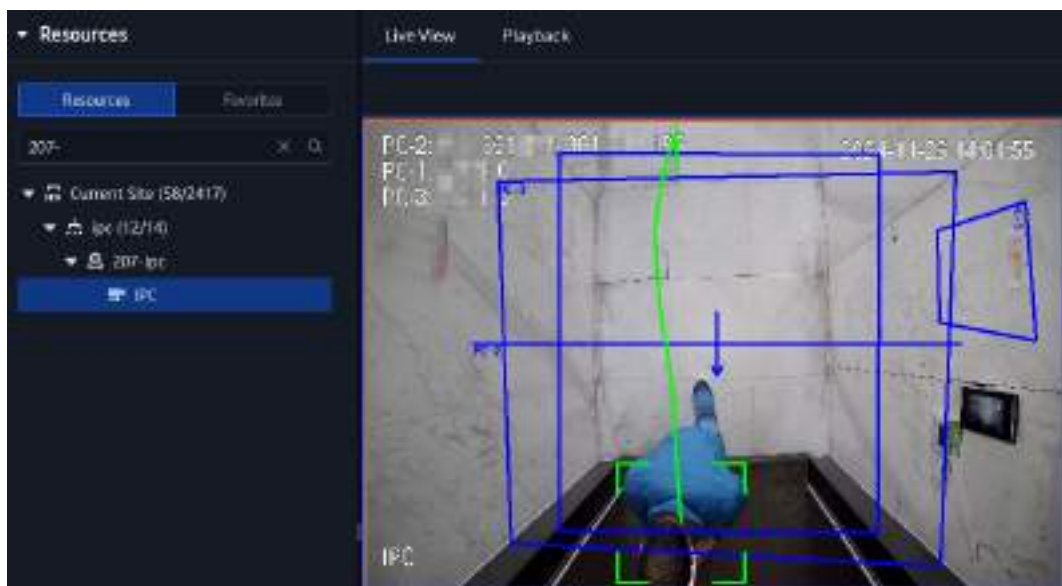 Resources
Live View Playback
Resources Favorites
207-
Current Site (58/2417)
ipc (12/14)
207-ipc
IPC
PC-2:
PC-1:
PC-3:
IPC